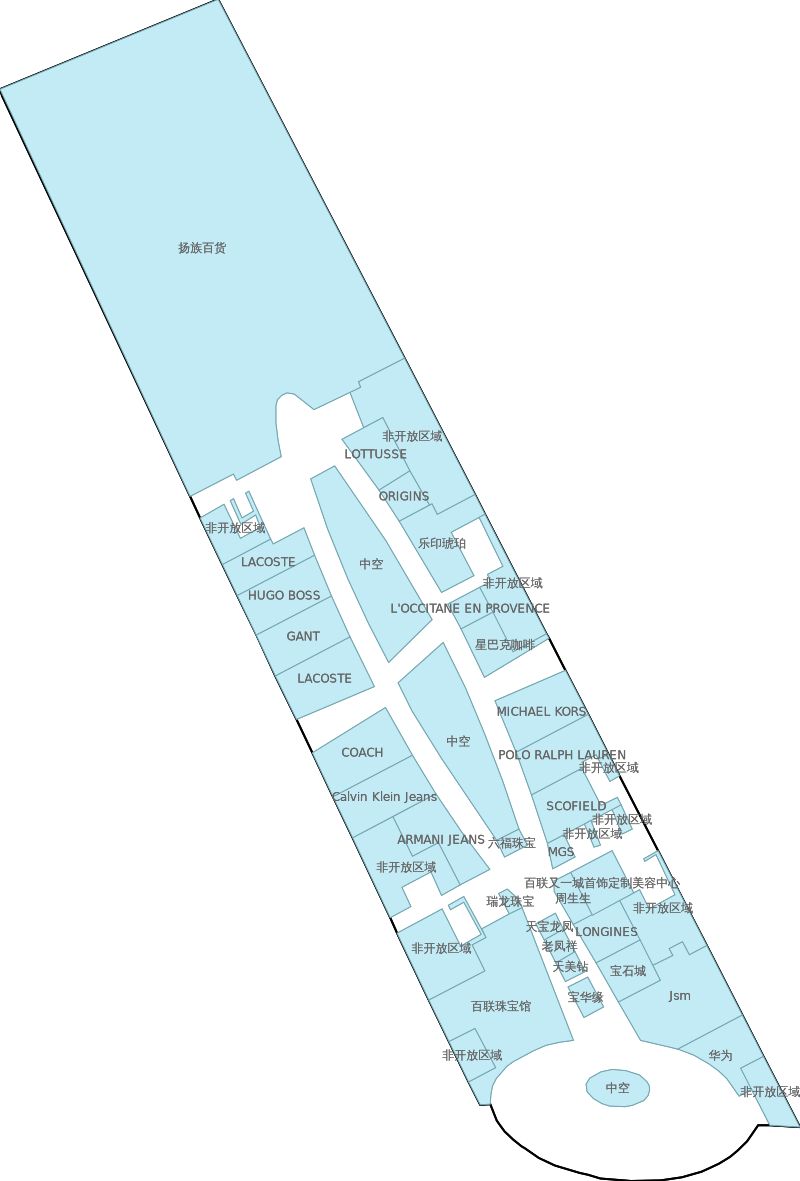 扬族百货
非开放区域
LOTTUSSE
ORIGINS
非开放区域
乐印琥珀
LACOSTE
中空
非开放区域
HUGO BOSS
L'OCCITANE EN PROVENCE
GANT
星巴克咖啡
LACOSTE
MICHAEL KORS
中空
COACH
POLO RALPH LAUREN
非开放区域
Calvin Klein Jeans
SCOFIELD
非开放区域
非开放区域
ARMANI JEANS
六福珠宝
MGS
非开放区域
百联又一城首饰定制美容中心
周生生
瑞龙珠宝
非开放区域
天宝龙凤
LONGINES
老凤祥
非开放区域
天美钻
宝石城
Jsm
宝华缘
百联珠宝馆
非开放区域
华为
中空
非开放区域